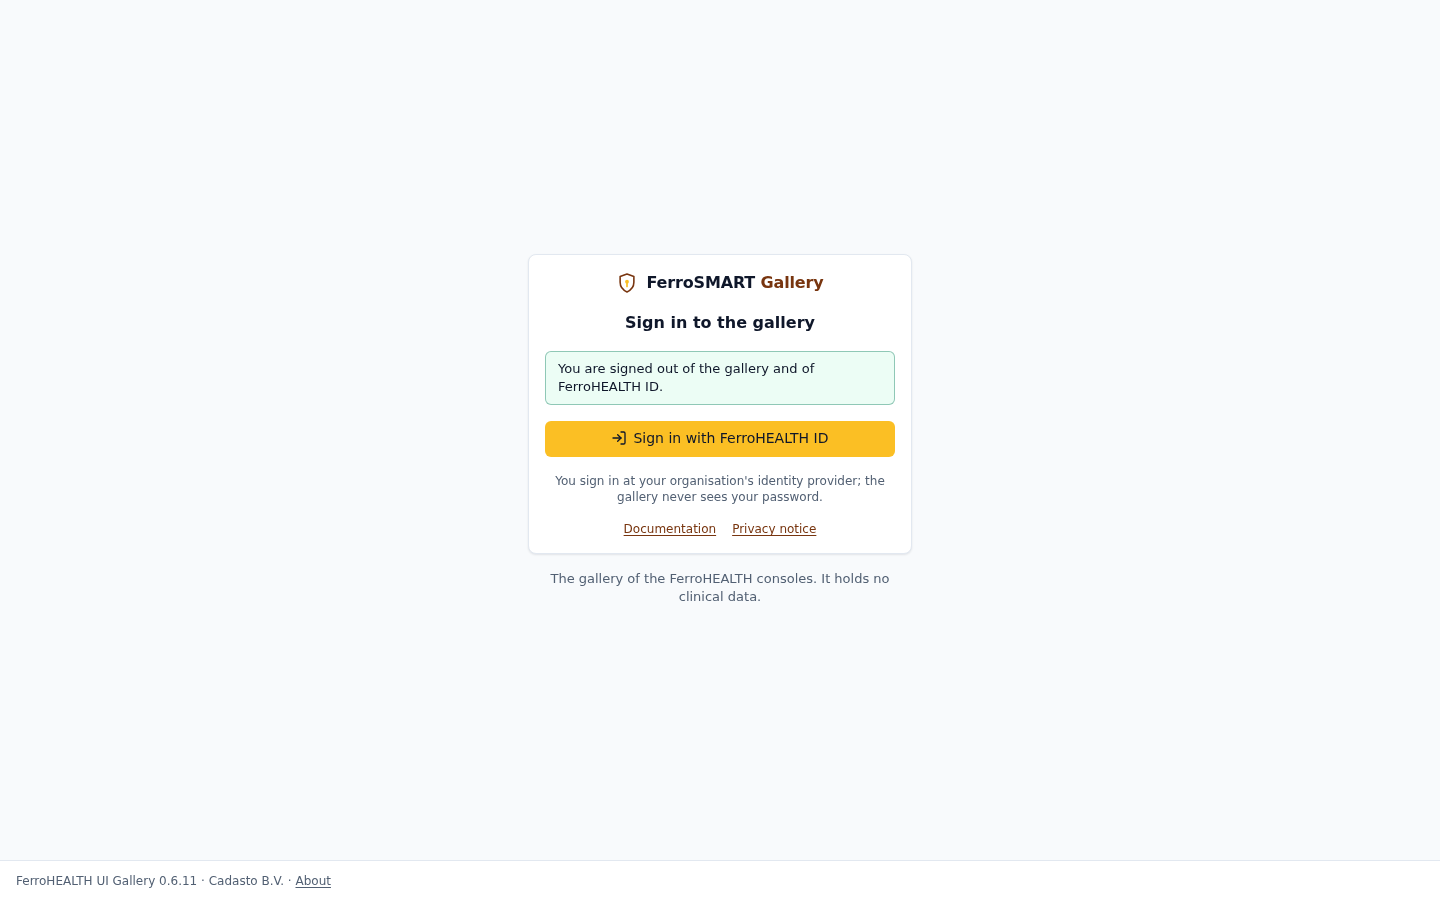 FerroSMART Gallery
Sign in to the gallery
You are signed out of the gallery and of
FerroHEALTH ID.
Sign in with FerroHEALTH ID
You sign in at your organisation's identity provider; the
gallery never sees your password.
Documentation Privacy notice
The gallery of the FerroHEALTH consoles. It holds no
clinical data.
FerroHEALTH UI Gallery 0.6.11 · Cadasto B.V. · About